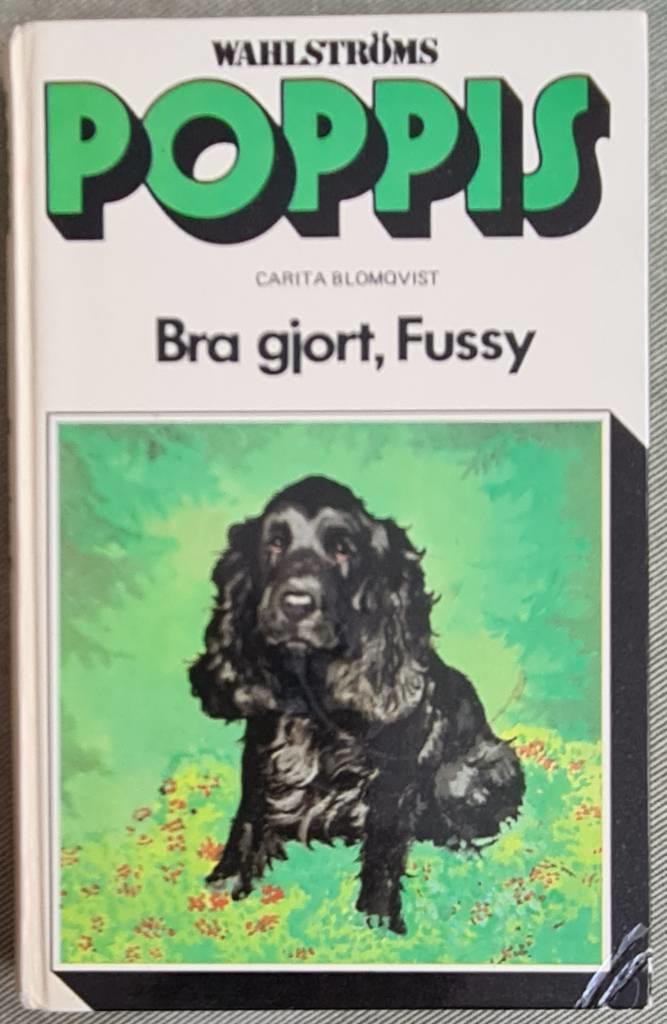 WAHLSTRÖMS
POPPIS
CARITA BLOMQVIST
Bra gjort, Fussy